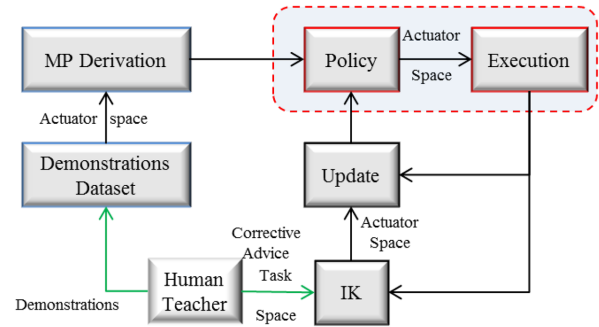 MP Derivation
Policy
Actuator
Space
Execution
Actuator space
Demonstrations
Dataset
Update
Actuator
Space
Corrective
Advice
Task
Space
Human
Teacher
IK
Demonstrations